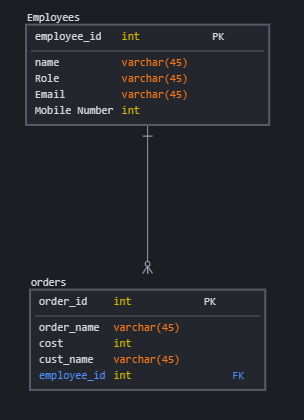 Employees
employee_id int PK
name varchar(45)
Role varchar(45)
Email varchar(45)
Mobile Number int
orders
order_id int PK
order_name varchar(45)
cost int
cust_name varchar(45)
employee_id int FK